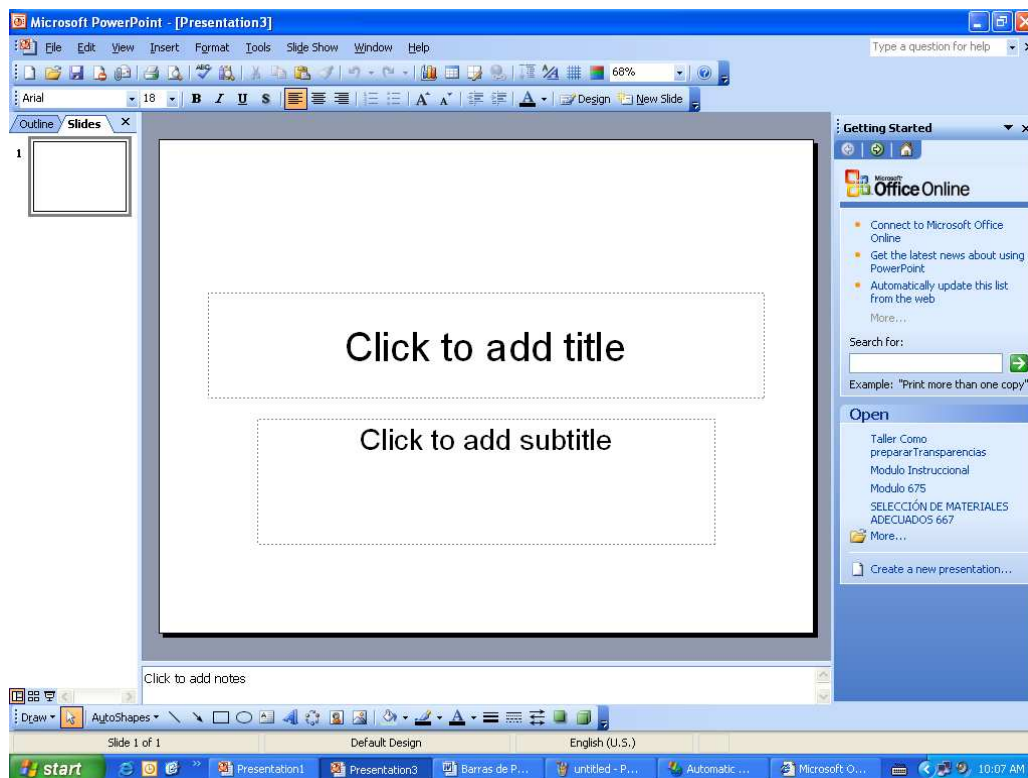 Microsoft PowerPoint - [Presentation3]
File Edit View Insert Format Tools Slide Show Window Help
Type a question for help
68%
Arial 18 B I U S A A A Design New Slide
Outline Slides
1
Click to add title
Click to add subtitle
Click to add notes
Getting Started
Microsoft
Office Online
Connect to Microsoft Office
Online
Get the latest news about using
PowerPoint
Automatically update this list
from the web
More...
Search for:
Example: "Print more than one copy"
Open
Taller Como
prepararTransparencias
Modulo Instruccional
Modulo 675
SELECCIÓN DE MATERIALES
ADECUADOS 667
More...
Create a new presentation...
Draw AutoShapes A
Slide 1 of 1 Default Design English (U.S.)
start Presentation1 Presentation3 Barras de P... untitled - P... Automatic ... Microsoft O... 10:07 AM